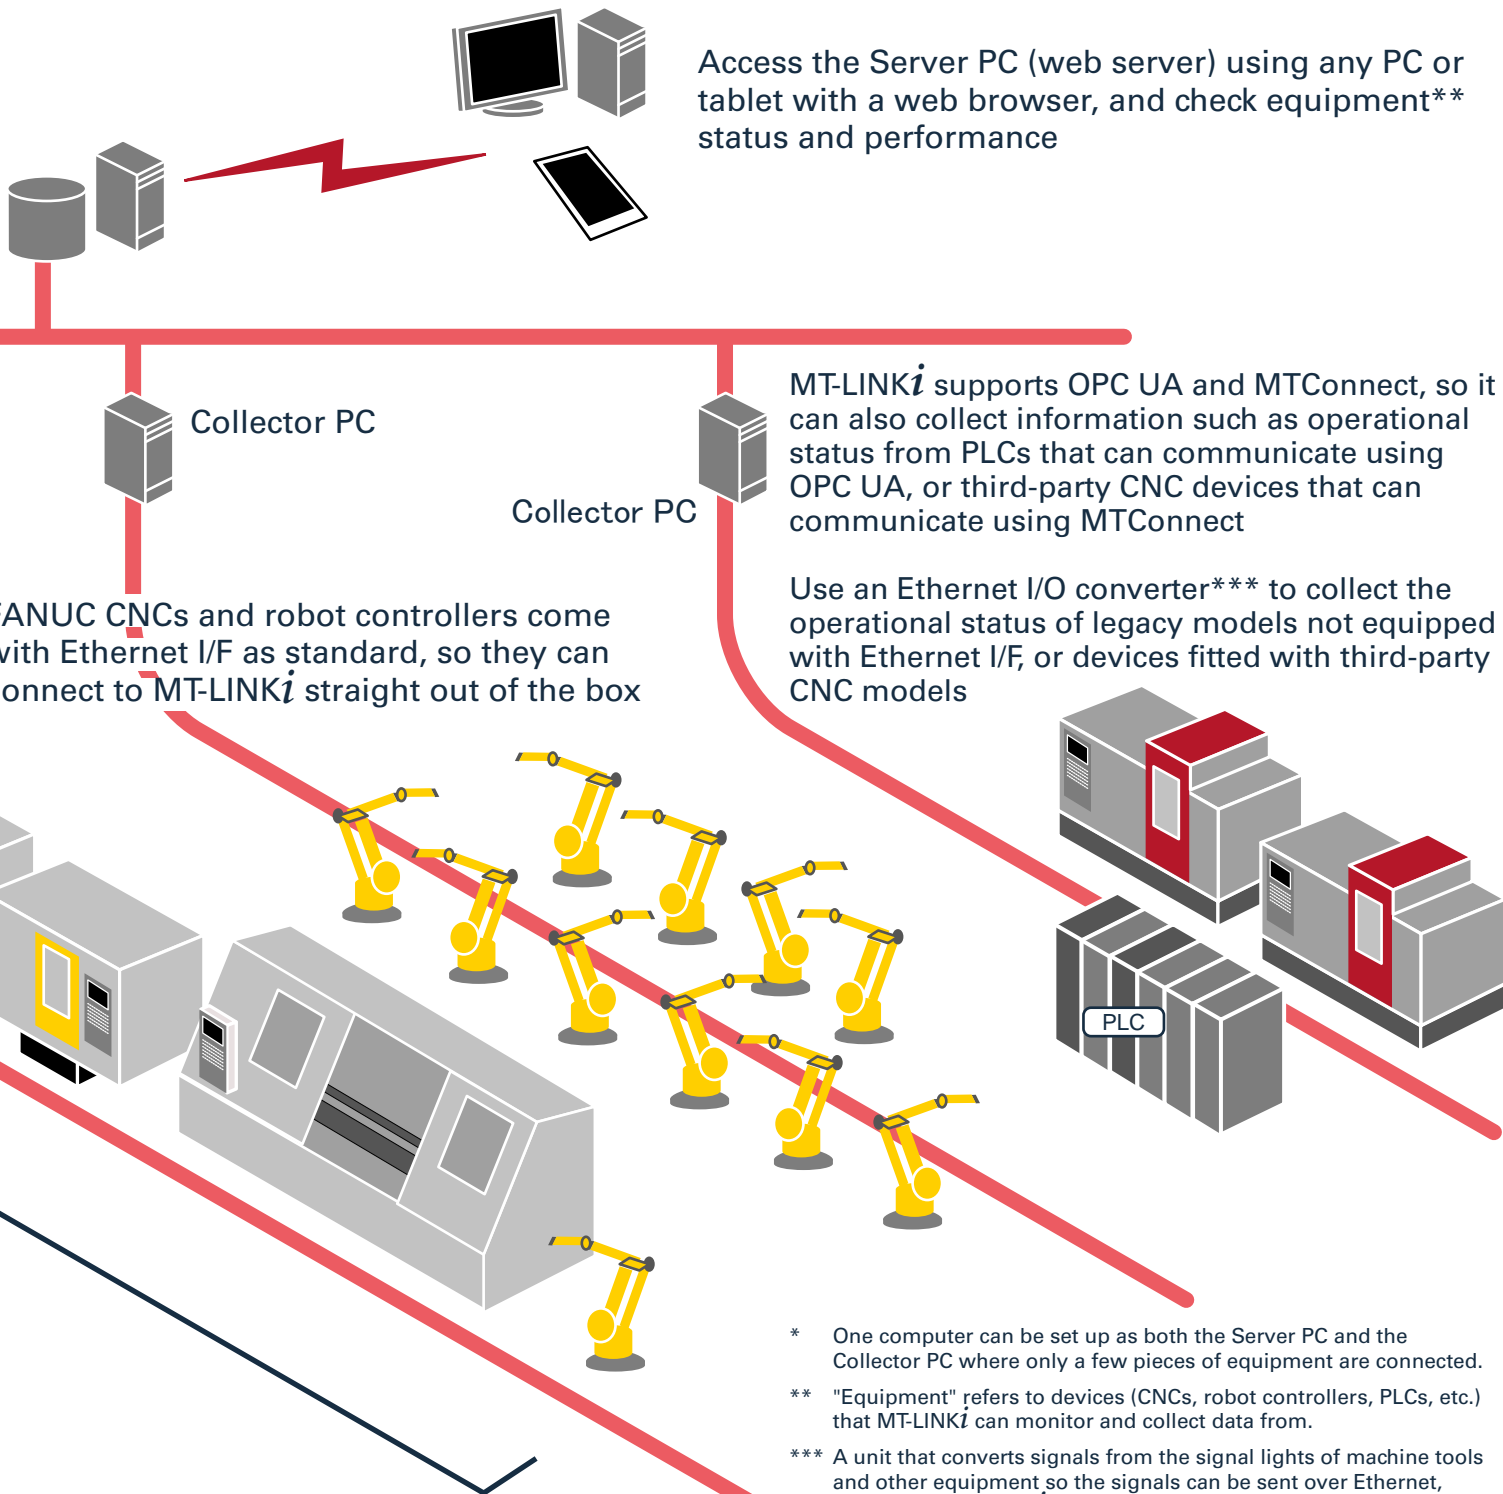 Access the Server PC (web server) using any PC or
tablet with a web browser, and check equipment**
status and performance
Collector PC
Collector PC
MT-LINKi supports OPC UA and MTConnect, so it
can also collect information such as operational
status from PLCs that can communicate using
OPC UA, or third-party CNC devices that can
communicate using MTConnect
Use an Ethernet I/O converter*** to collect the
operational status of legacy models not equipped
with Ethernet I/F, or devices fitted with third-party
CNC models
FANUC CNCs and robot controllers come
with Ethernet I/F as standard, so they can
connect to MT-LINKi straight out of the box
PLC
* One computer can be set up as both the Server PC and the
Collector PC where only a few pieces of equipment are connected.
** "Equipment" refers to devices (CNCs, robot controllers, PLCs, etc.)
that MT-LINKi can monitor and collect data from.
*** A unit that converts signals from the signal lights of machine tools
and other equipment so the signals can be sent over Ethernet,